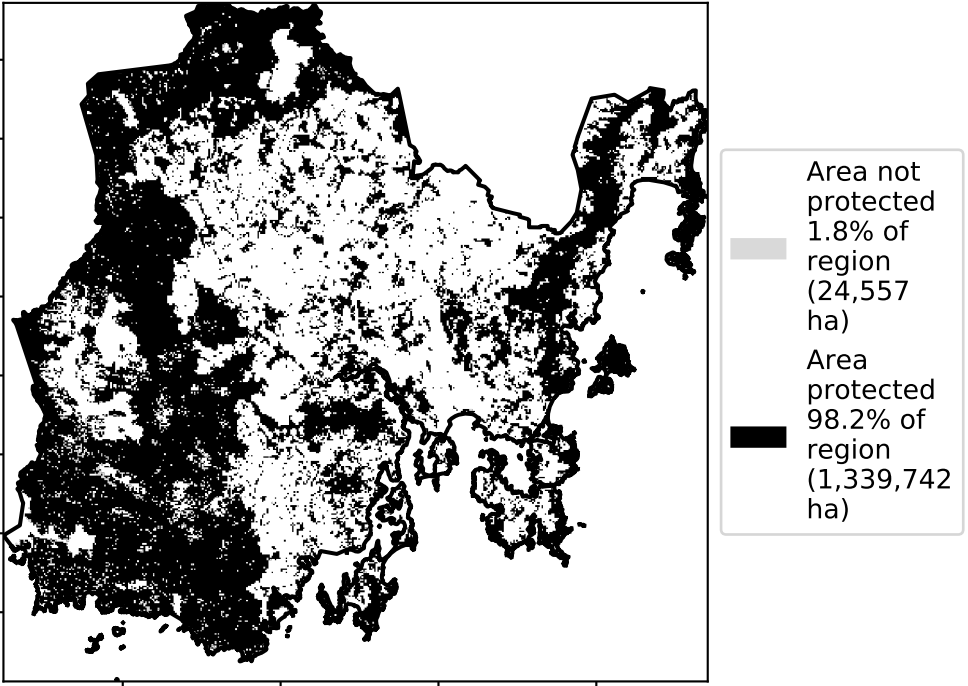 Area not
protected
1.8% of
region
(24,557
ha)
Area
protected
98.2% of
region
(1,339,742
ha)